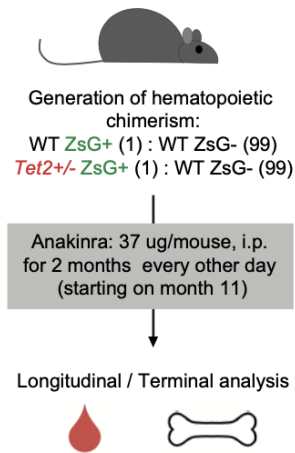 Generation of hematopoietic
chimerism:
WT ZsG+ (1) : WT ZsG- (99)
Tet2+/- ZsG+ (1) : WT ZsG- (99)
Anakinra: 37 ug/mouse, i.p.
for 2 months every other day
(starting on month 11)
Longitudinal / Terminal analysis